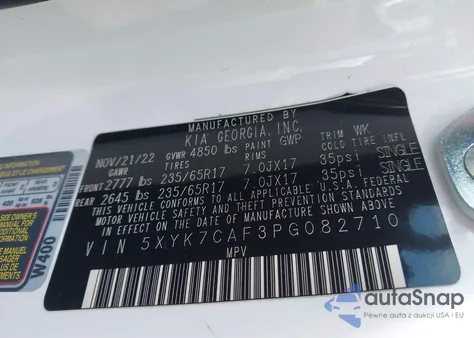 MANUFACTURED BY
KIA GEORGIA, INC.
NOV/21/22 GVWR 4850 lbs PAINT GWP TRIM WK
GAWR TIRES RIMS COLD TIRE INFL
FRONT 2777 lbs 235/65R17 7.0JX17 35psi SINGLE
REAR 2645 lbs 235/65R17 7.0JX17 35psi SINGLE
THIS VEHICLE CONFORMS TO ALL APPLICABLE U.S.A. FEDERAL
MOTOR VEHICLE SAFETY AND THEFT PREVENTION STANDARDS
IN EFFECT ON THE DATE OF MANUFACTURE SHOWN ABOVE
VIN 5XYK7CAF3PG082710
MPV
W400
autaSnap
Pewne auta z aukcji USA i EU